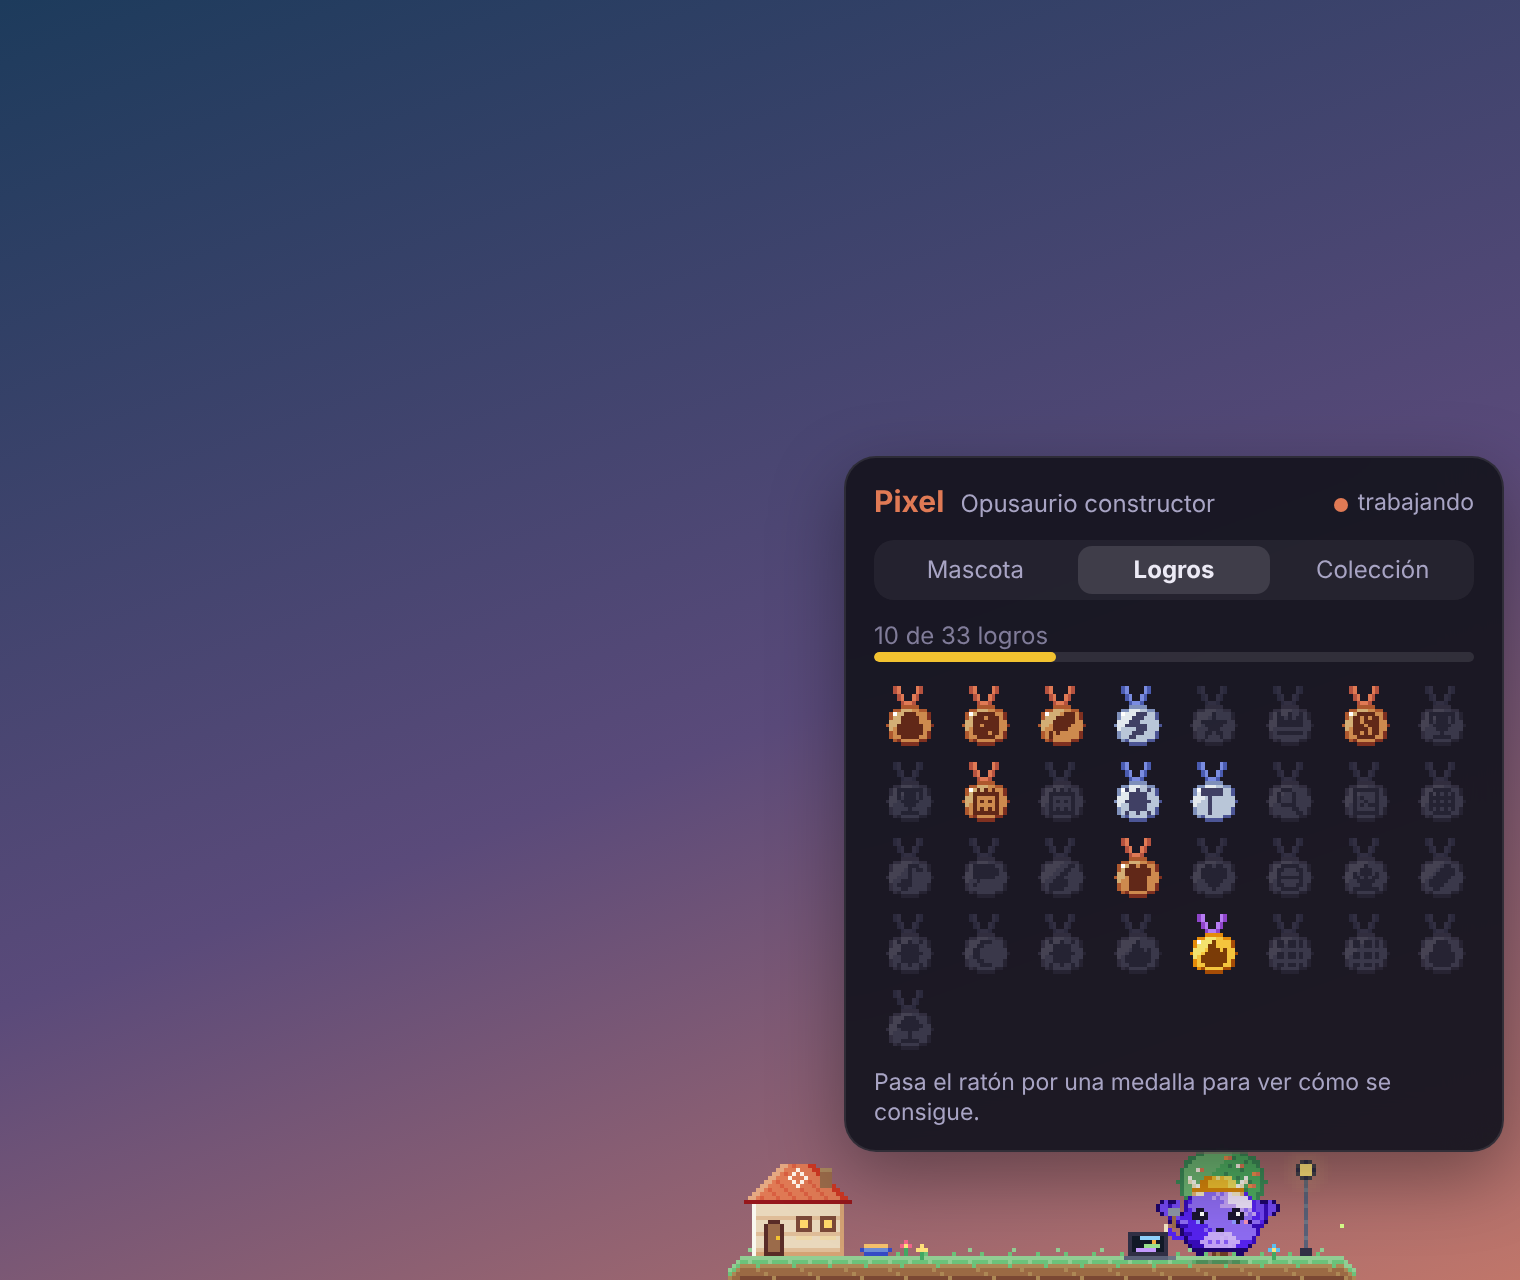 Pixel Opusaurio constructor trabajando
Mascota Logros Colección
10 de 33 logros
Pasa el ratón por una medalla para ver cómo se
consigue.